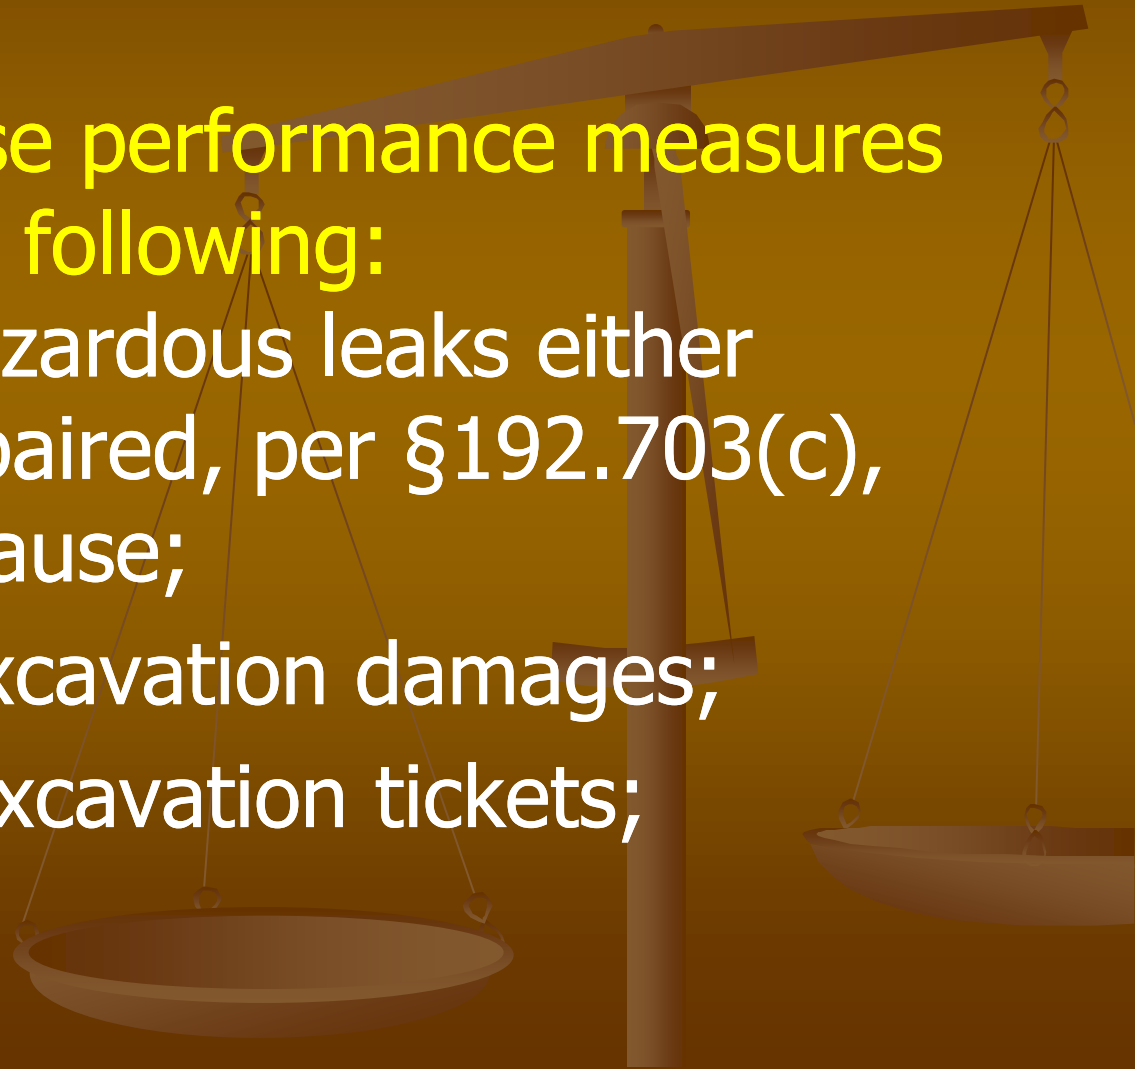 se performance measures
following:
zardous leaks either
paired, per §192.703(c),
ause;
xcavation damages;
xcavation tickets;